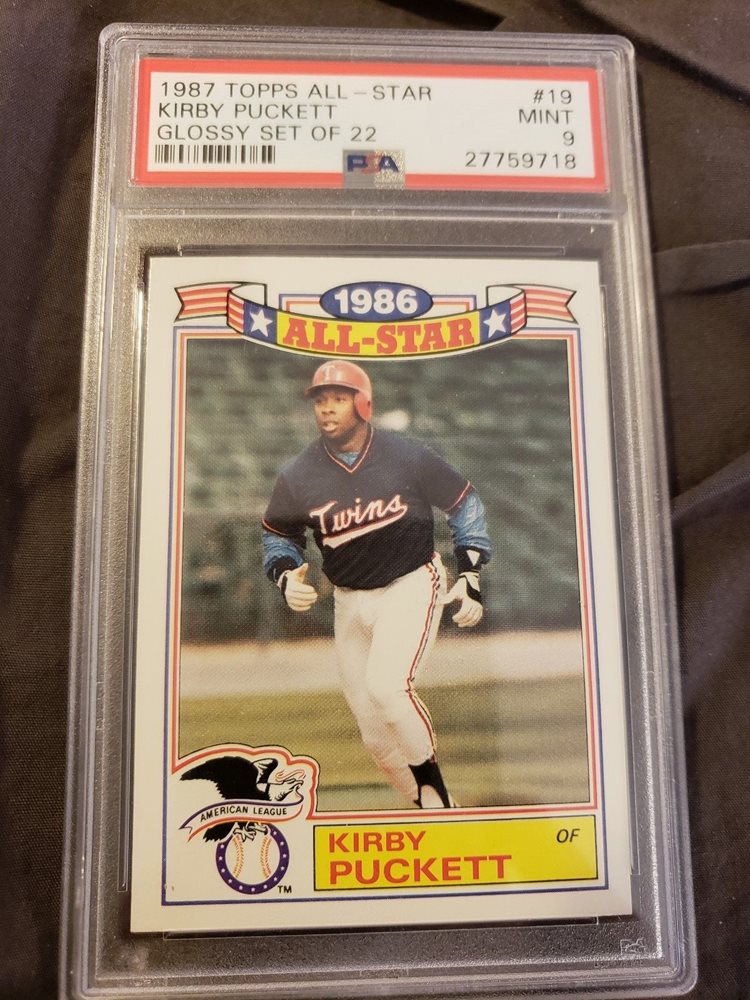 1987 TOPPS ALL-STAR #19
KIRBY PUCKETT MINT
GLOSSY SET OF 22 9
PSA 27759718
1986
ALL-STAR
T
Twins
AMERICAN LEAGUE
TM
KIRBY OF
PUCKETT